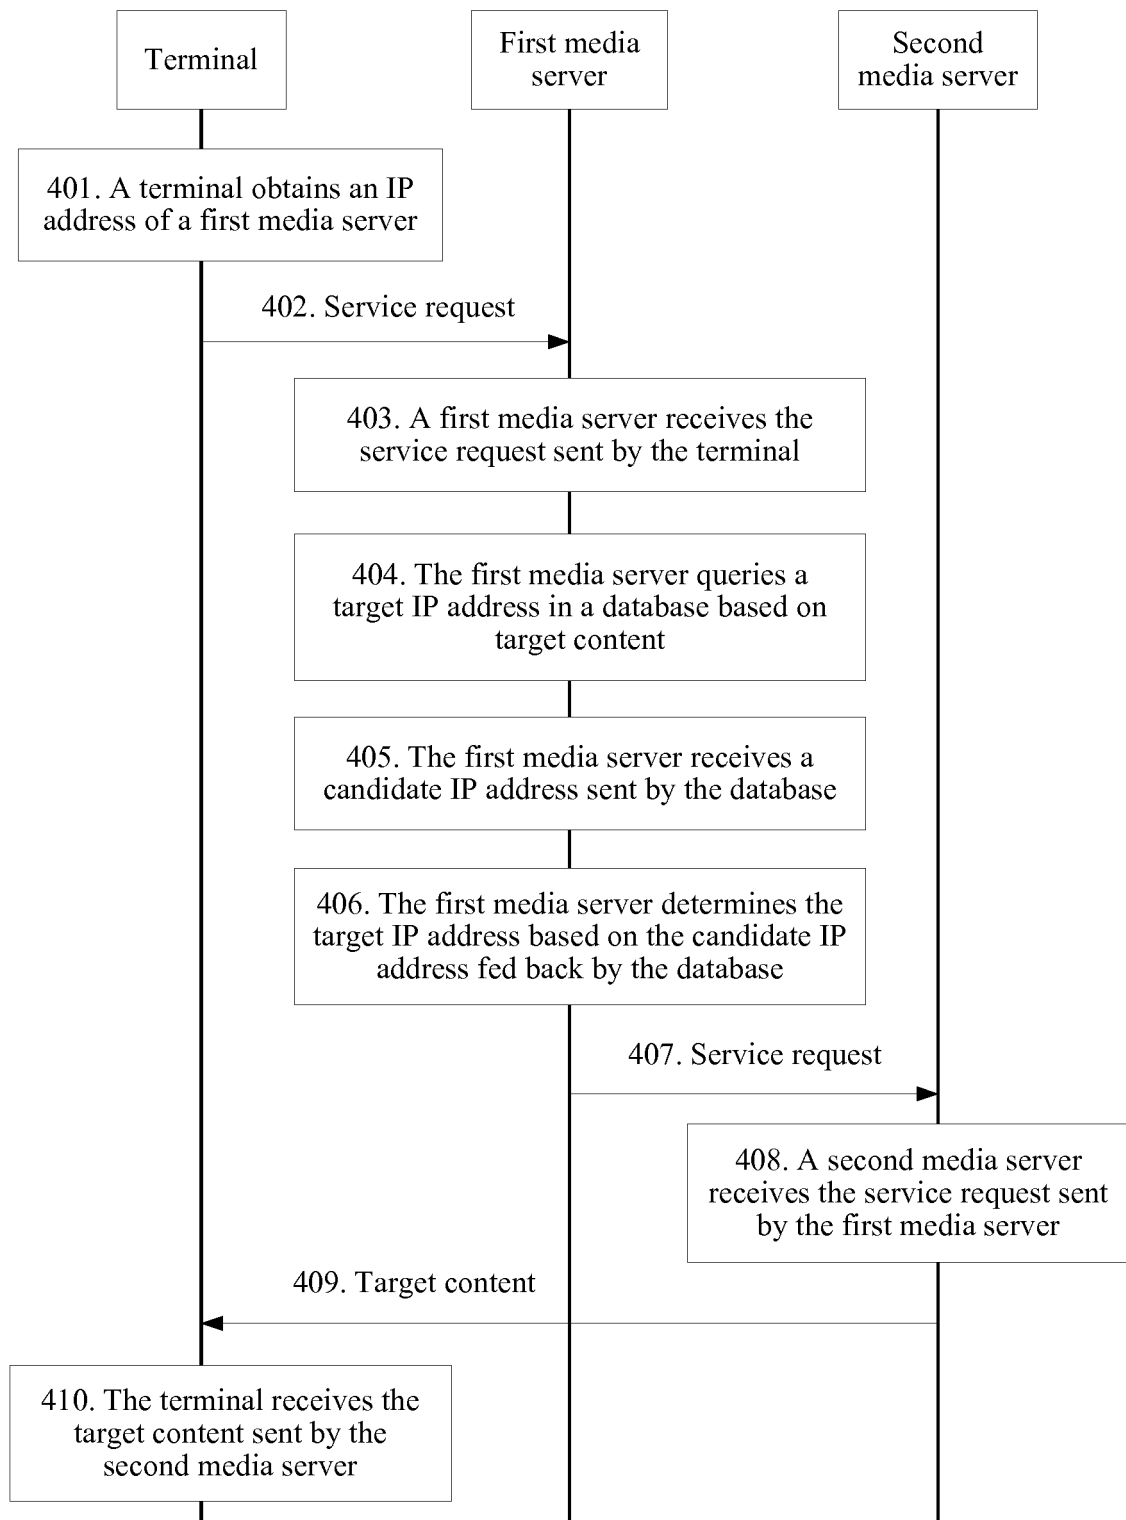 Terminal
First media
server
Second
media server
401. A terminal obtains an IP
address of a first media server
402. Service request
403. A first media server receives the
service request sent by the terminal
404. The first media server queries a
target IP address in a database based on
target content
405. The first media server receives a
candidate IP address sent by the database
406. The first media server determines the
target IP address based on the candidate IP
address fed back by the database
407. Service request
408. A second media server
receives the service request sent
by the first media server
409. Target content
410. The terminal receives the
target content sent by the
second media server